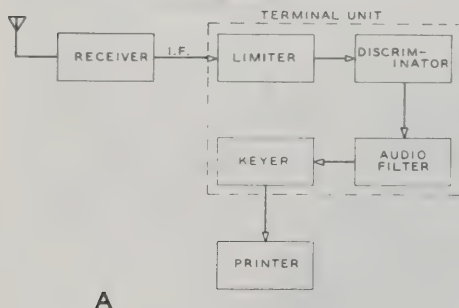 TERMINAL UNIT
RECEIVER
I.F.
LIMITER
DISCRIM-
INATOR
KEYER
AUDIO
FILTER
PRINTER
A